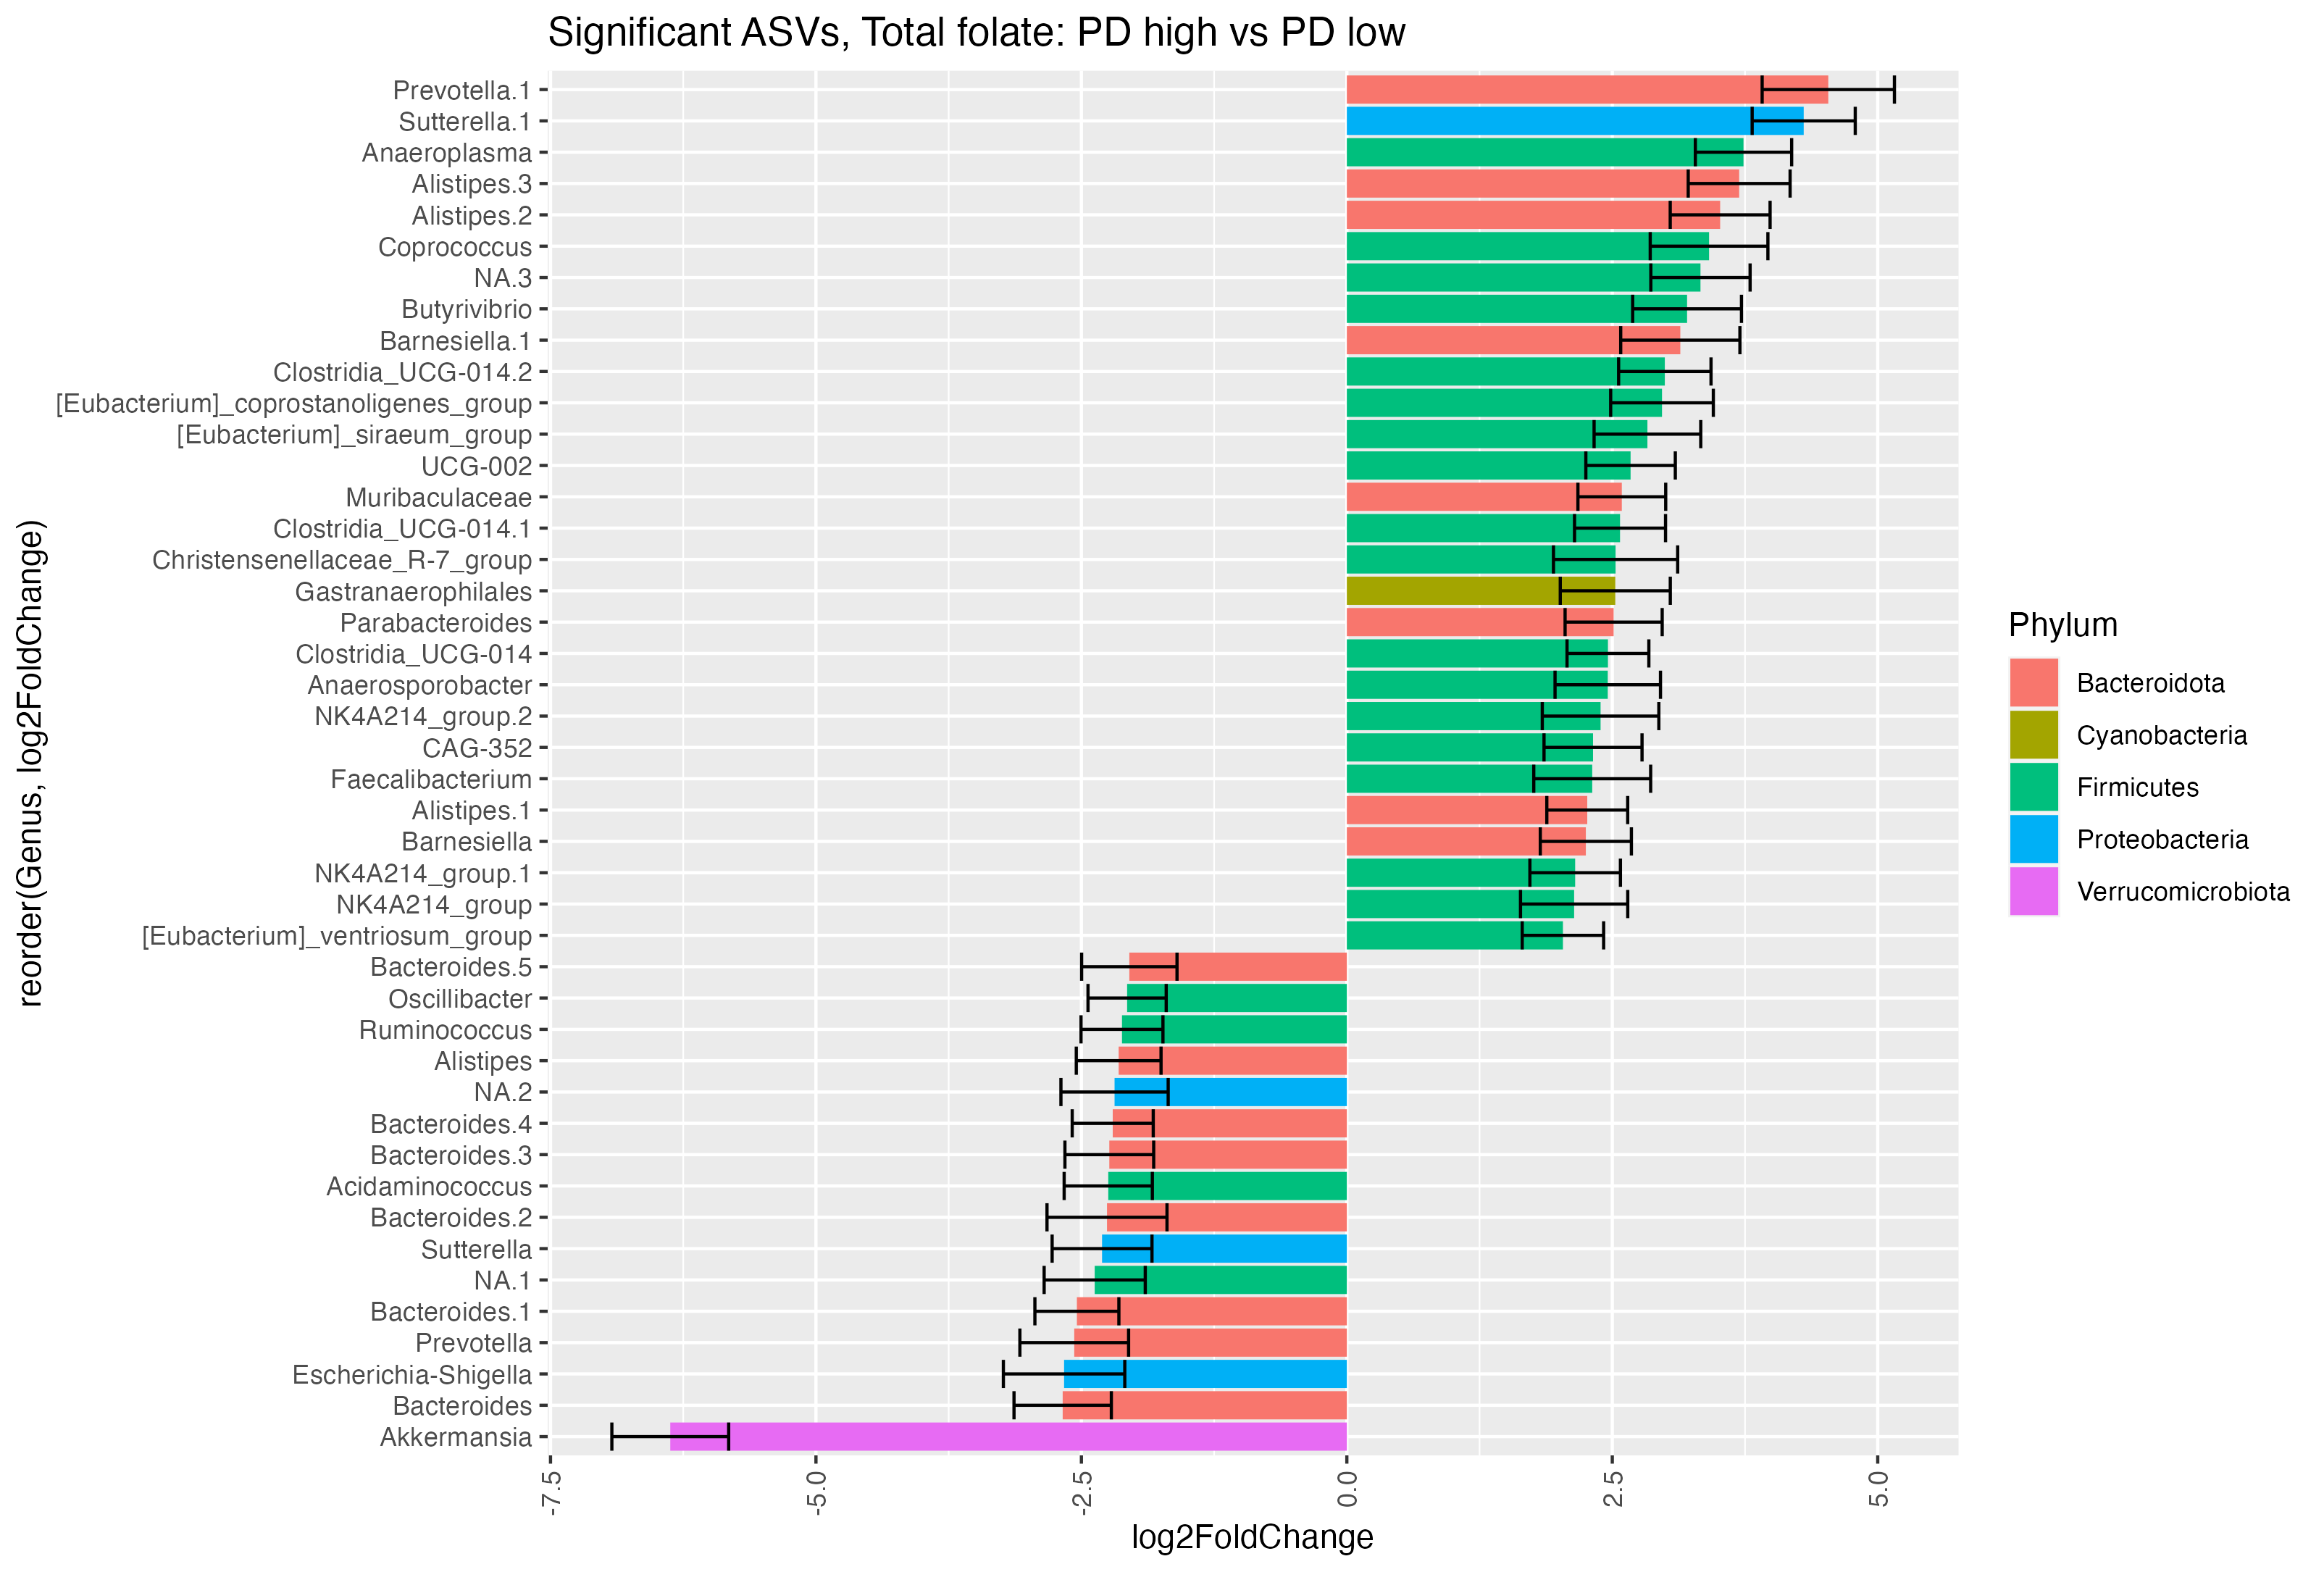 Significant ASVs, Total folate: PD high vs PD low
reorder(Genus, log2FoldChange)
Prevotella.1
Sutterella.1
Anaeroplasma
Alistipes.3
Alistipes.2
Coprococcus
NA.3
Butyrivibrio
Barnesiella.1
Clostridia_UCG-014.2
[Eubacterium]_coprostanoligenes_group
[Eubacterium]_siraeum_group
UCG-002
Muribaculaceae
Clostridia_UCG-014.1
Christensenellaceae_R-7_group
Gastranaerophilales
Parabacteroides
Clostridia_UCG-014
Anaerosporobacter
NK4A214_group.2
CAG-352
Faecalibacterium
Alistipes.1
Barnesiella
NK4A214_group.1
NK4A214_group
[Eubacterium]_ventriosum_group
Bacteroides.5
Oscillibacter
Ruminococcus
Alistipes
NA.2
Bacteroides.4
Bacteroides.3
Acidaminococcus
Bacteroides.2
Sutterella
NA.1
Bacteroides.1
Prevotella
Escherichia-Shigella
Bacteroides
Akkermansia
-7.5
-5.0
-2.5
0.0
2.5
5.0
log2FoldChange
Phylum
Bacteroidota
Cyanobacteria
Firmicutes
Proteobacteria
Verrucomicrobiota